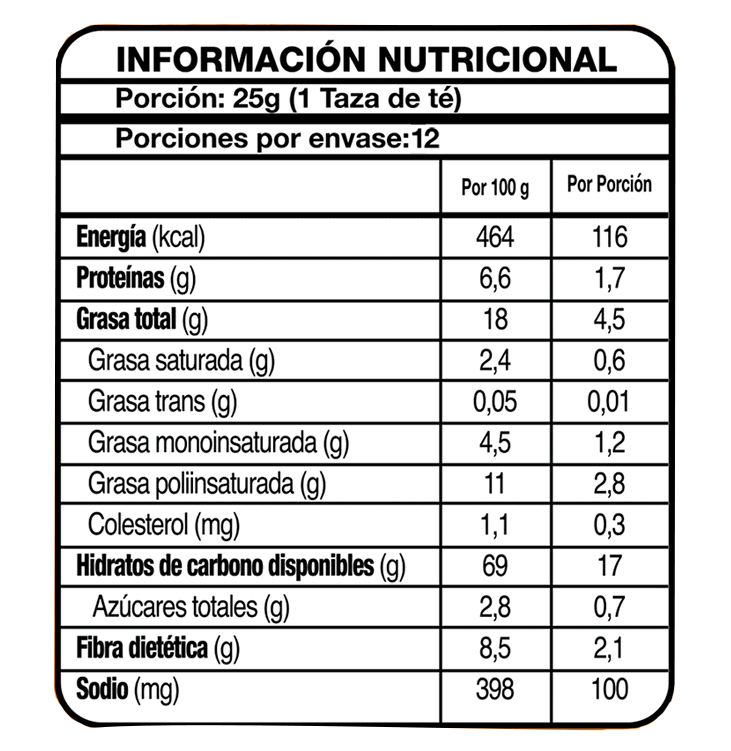 INFORMACIÓN NUTRICIONAL
Porción: 25g (1 Taza de té)
Porciones por envase:12
Por 100 g Por Porción
Energía (kcal) 464 116
Proteínas (g) 6,6 1,7
Grasa total (g) 18 4,5
Grasa saturada (g) 2,4 0,6
Grasa trans (g) 0,05 0,01
Grasa monoinsaturada (g) 4,5 1,2
Grasa poliinsaturada (g) 11 2,8
Colesterol (mg) 1,1 0,3
Hidratos de carbono disponibles (g) 69 17
Azúcares totales (g) 2,8 0,7
Fibra dietética (g) 8,5 2,1
Sodio (mg) 398 100